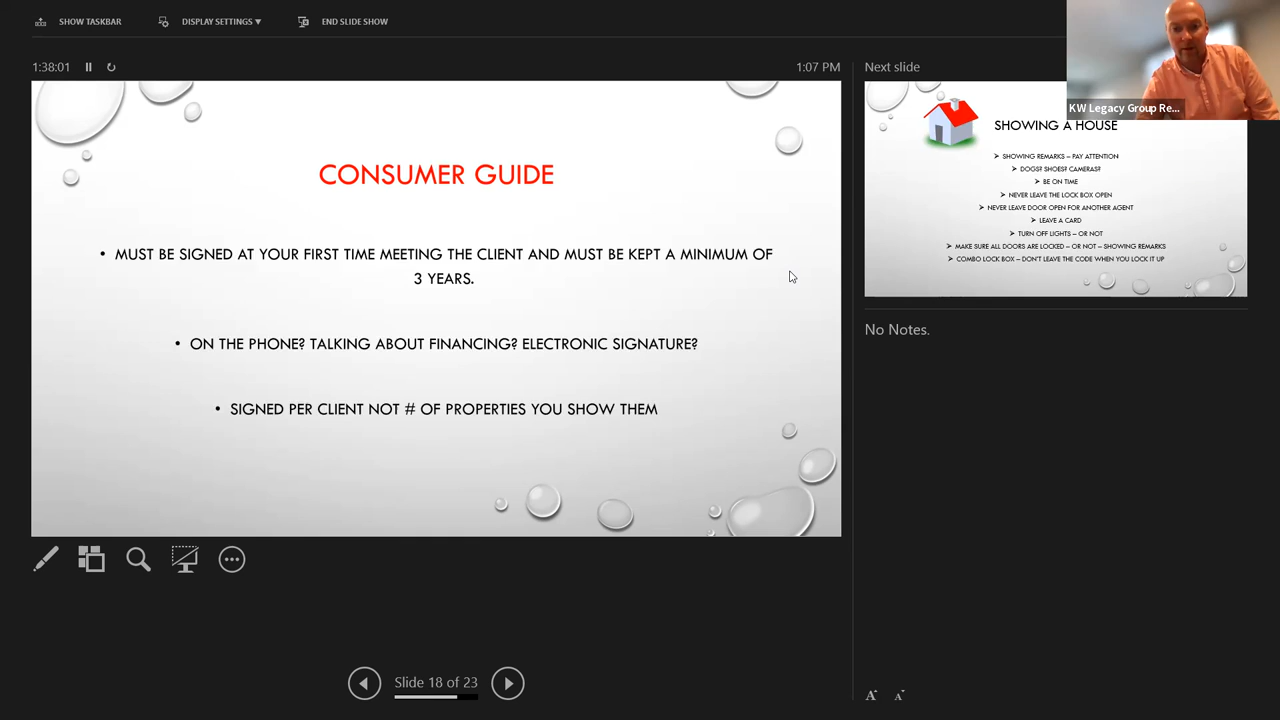 SHOW TASKBAR
DISPLAY SETTINGS ▼
END SLIDE SHOW
1:38:01
1:07 PM
CONSUMER GUIDE
• MUST BE SIGNED AT YOUR FIRST TIME MEETING THE CLIENT AND MUST BE KEPT A MINIMUM OF
3 YEARS.
• ON THE PHONE? TALKING ABOUT FINANCING? ELECTRONIC SIGNATURE?
• SIGNED PER CLIENT NOT # OF PROPERTIES YOU SHOW THEM
Slide 18 of 23
Next slide
KW Legacy Group Re...
SHOWING A HOUSE
➤ SHOWING REMARKS – PAY ATTENTION
➤ DOGS? SHOES? CAMERAS?
➤ BE ON TIME
➤ NEVER LEAVE THE LOCK BOX OPEN
➤ NEVER LEAVE DOOR OPEN FOR ANOTHER AGENT
➤ LEAVE A CARD
➤ TURN OFF LIGHTS – OR NOT
➤ MAKE SURE ALL DOORS ARE LOCKED – OR NOT – SHOWING REMARKS
➤ COMBO LOCK BOX – DON'T LEAVE THE CODE WHEN YOU LOCK IT UP
No Notes.
A A